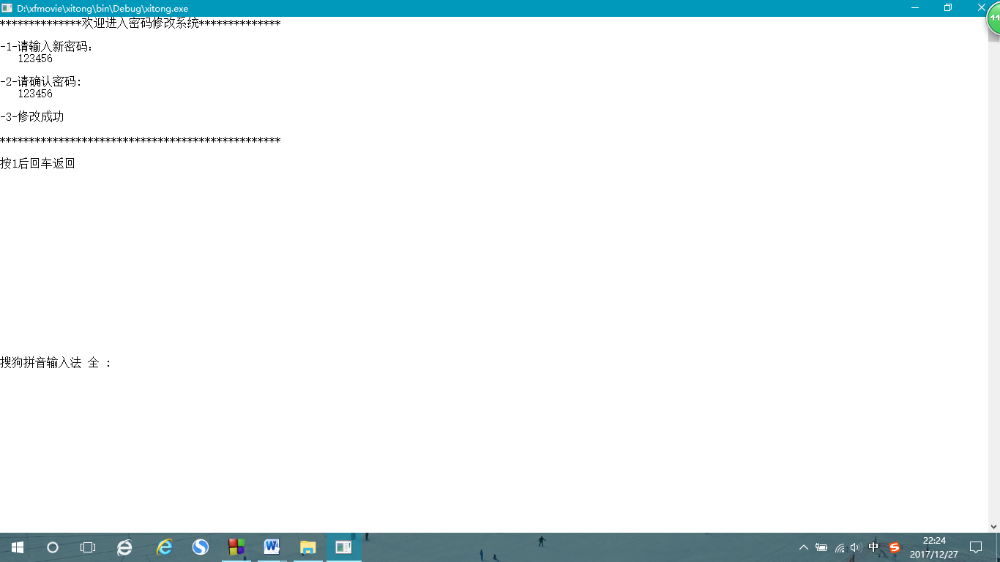 D:\xfmovie\xitong\bin\Debug\xitong.exe
44
**************欢迎进入密码修改系统**************
-1-请输入新密码：
123456
-2-请确认密码：
123456
-3-修改成功
************************************************
按1后回车返回
搜狗拼音输入法 全 ：
中
22:24
2017/12/27